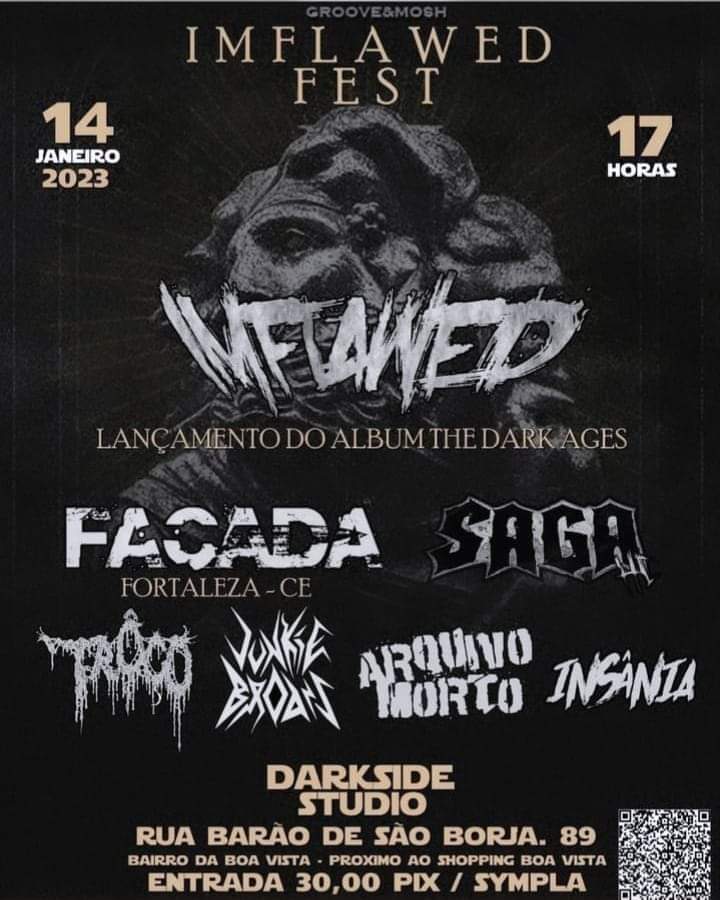 GROOVE&MOSH
IMFLAWED
FEST
14
JANEIRO
2023
17
HORAS
IMFLAWED
LANÇAMENTO DO ALBUM THE DARK AGES
FACADA
FORTALEZA - CE
SAGA
TRÔCO
JUNKIE
BRODIS
ARQUIVO
MORTO
INSÂNIA
DARKSIDE
STUDIO
RUA BARÃO DE SÃO BORJA. 89
BAIRRO DA BOA VISTA - PROXIMO AO SHOPPING BOA VISTA
ENTRADA 30,00 PIX / SYMPLA